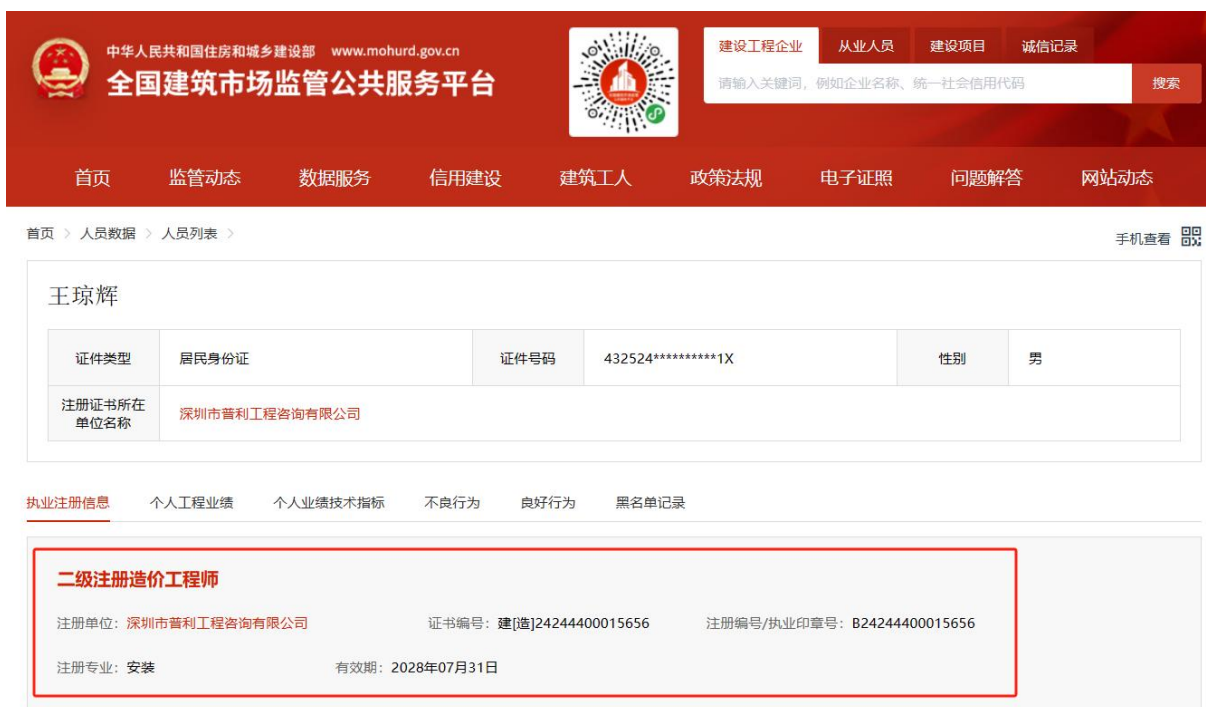 中华人民共和国住房和城乡建设部 www.mohurd.gov.cn
全国建筑市场监管公共服务平台
建设工程企业 从业人员 建设项目 诚信记录
请输入关键词，例如企业名称、统一社会信用代码 搜索
首页 监管动态 数据服务 信用建设 建筑工人 政策法规 电子证照 问题解答 网站动态
首页 > 人员数据 > 人员列表 >
手机查看
王琼辉
证件类型 居民身份证 证件号码 432524**********1X 性别 男
注册证书所在
单位名称
深圳市普利工程咨询有限公司
执业注册信息 个人工程业绩 个人业绩技术指标 不良行为 良好行为 黑名单记录
二级注册造价工程师
注册单位：深圳市普利工程咨询有限公司 证书编号：建[造]24244400015656 注册编号/执业印章号：B24244400015656
注册专业：安装 有效期：2028年07月31日